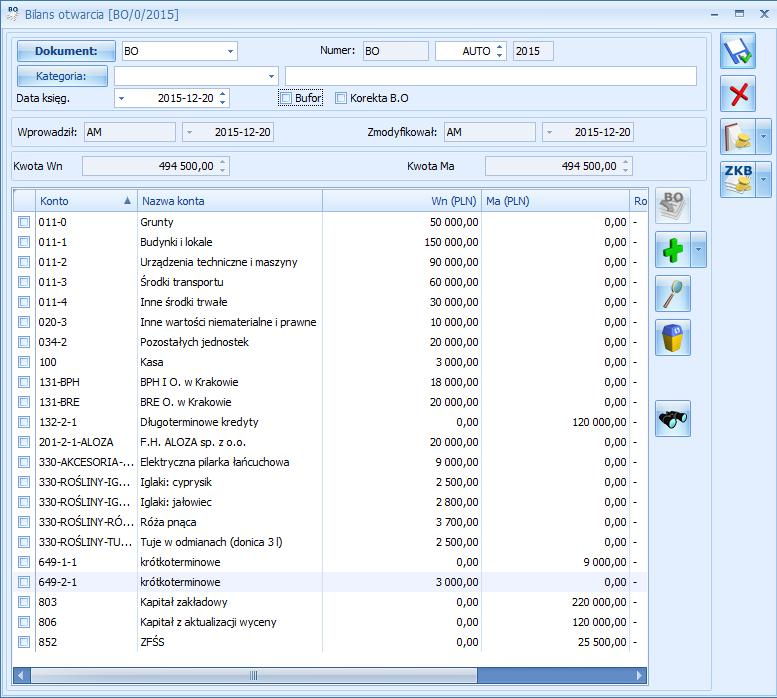 BO Bilans otwarcia [BO/0/2015]
Dokument: BO Numer: BO AUTO 2015
Kategoria:
Data księg. 2015-12-20 Bufor Korekta B.O
Wprowadził: AM 2015-12-20 Zmodyfikował: AM 2015-12-20
Kwota Wn 494 500,00 Kwota Ma 494 500,00
ZKB
Konto Nazwa konta Wn (PLN) Ma (PLN) Ro BO
011-0 Grunty 50 000,00 0,00 -
011-1 Budynki i lokale 150 000,00 0,00 -
011-2 Urządzenia techniczne i maszyny 90 000,00 0,00 -
011-3 Środki transportu 60 000,00 0,00 -
011-4 Inne środki trwałe 30 000,00 0,00 -
020-3 Inne wartości niematerialne i prawne 10 000,00 0,00 -
034-2 Pozostałych jednostek 20 000,00 0,00 -
100 Kasa 3 000,00 0,00 -
131-BPH BPH I O. w Krakowie 18 000,00 0,00 -
131-BRE BRE O. w Krakowie 20 000,00 0,00 -
132-2-1 Długoterminowe kredyty 0,00 120 000,00 -
201-2-1-ALOZA F.H. ALOZA sp. z o.o. 20 000,00 0,00 -
330-AKCESORIA-... Elektryczna pilarka łańcuchowa 9 000,00 0,00 -
330-ROŚLINY-IG... Iglaki: cyprysik 2 500,00 0,00 -
330-ROŚLINY-IG... Iglaki: jałowiec 2 800,00 0,00 -
330-ROŚLINY-RÓ... Róża pnąca 3 700,00 0,00 -
330-ROŚLINY-TU... Tuje w odmianach (donica 3 l) 2 500,00 0,00 -
649-1-1 krótkoterminowe 0,00 9 000,00 -
649-2-1 krótkoterminowe 3 000,00 0,00 -
803 Kapitał zakładowy 0,00 220 000,00 -
806 Kapitał z aktualizacji wyceny 0,00 120 000,00 -
852 ZFŚS 0,00 25 500,00 -